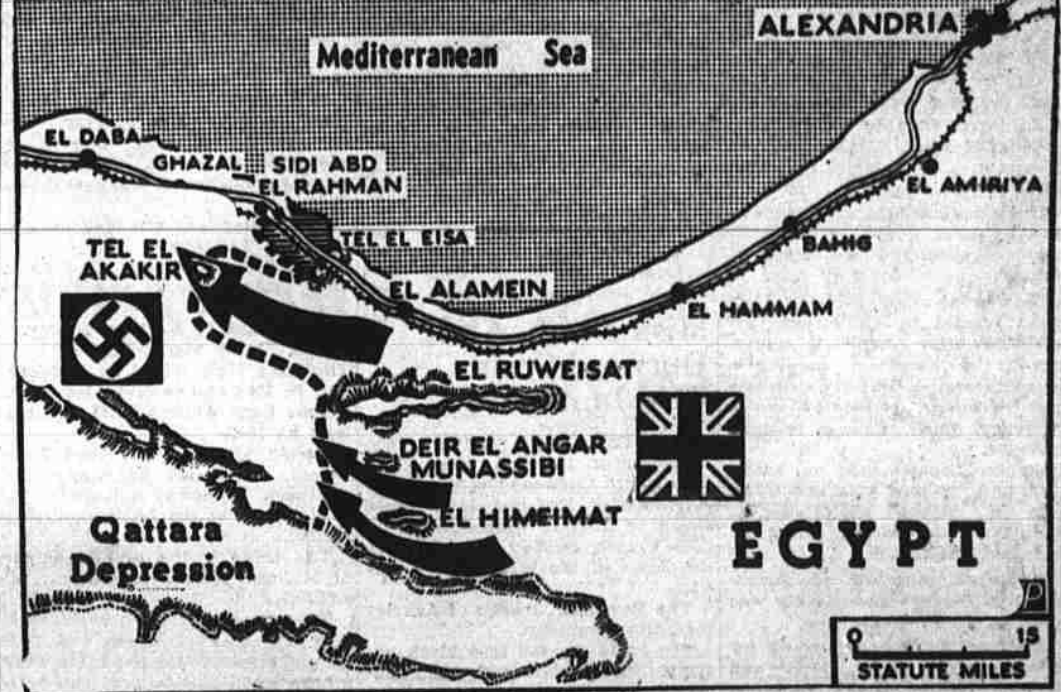 ALEXANDRIA
Mediterranean Sea
EL DABA
GHAZAL
SIDI ABD
EL RAHMAN
EL AMIRIYA
TEL EL EISA
BAHIG
TEL EL
AKAKIR
EL ALAMEIN
EL HAMMAM
EL RUWEISAT
DEIR EL ANGAR
MUNASSIBI
EL HIMEIMAT
Qattara
Depression
EGYPT
P
0 15
STATUTE MILES